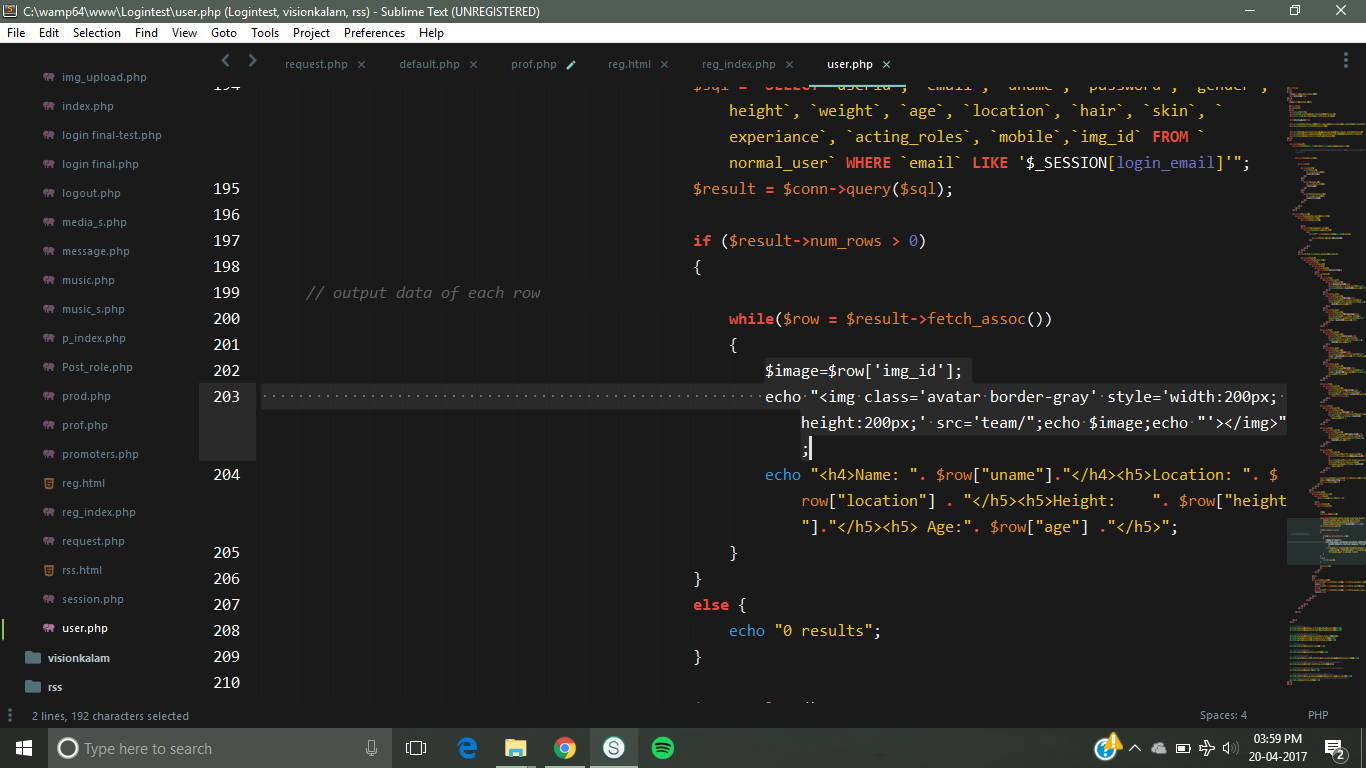 C:\wamp64\www\Logintest\user.php (Logintest, visionkalam, rss) - Sublime Text (UNREGISTERED)
File Edit Selection Find View Goto Tools Project Preferences Help
request.php × default.php × prof.php reg.html × reg_index.php × user.php ×
img_upload.php
index.php
login final-test.php
login final.php
logout.php
media_s.php
message.php
music.php
music_s.php
p_index.php
Post_role.php
prod.php
prof.php
promoters.php
reg.html
reg_index.php
request.php
rss.html
session.php
user.php
visionkalam
rss
194 $sql = "SELECT `userid`, `email`, `uname`, `password`, `gender`, `
height`, `weight`, `age`, `location`, `hair`, `skin`, `
experiance`, `acting_roles`, `mobile`,`img_id` FROM `
normal_user` WHERE `email` LIKE '$_SESSION[login_email]'";
195 $result = $conn->query($sql);
196
197 if ($result->num_rows > 0)
198 {
199 // output data of each row
200 while($row = $result->fetch_assoc())
201 {
202 $image=$row['img_id'];
203 echo "<img class='avatar border-gray' style='width:200px;
height:200px;' src='team/";echo $image;echo "'></img>"
;
204 echo "<h4>Name: ". $row["uname"]."</h4><h5>Location: ". $
row["location"] . "</h5><h5>Height:    ". $row["height
"]."</h5><h5> Age:". $row["age"] ."</h5>";
205 }
206 }
207 else {
208 echo "0 results";
209 }
210
2 lines, 192 characters selected
Spaces: 4 PHP
Type here to search
03:59 PM
20-04-2017
2